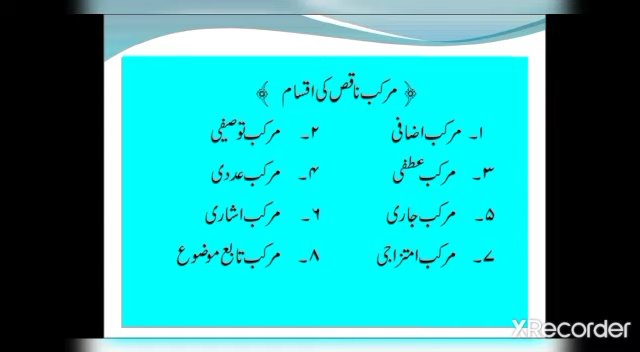 ﴿ مرکب ناقص کی اقسام ﴾
۱۔ مرکب اضافی ۲۔ مرکب توصیفی
۳۔ مرکب عطفی ۴۔ مرکب عددی
۵۔ مرکب جاری ۶۔ مرکب اشاری
۷۔ مرکب امتزاجی ۸۔ مرکب تابع موضوع
XRecorder